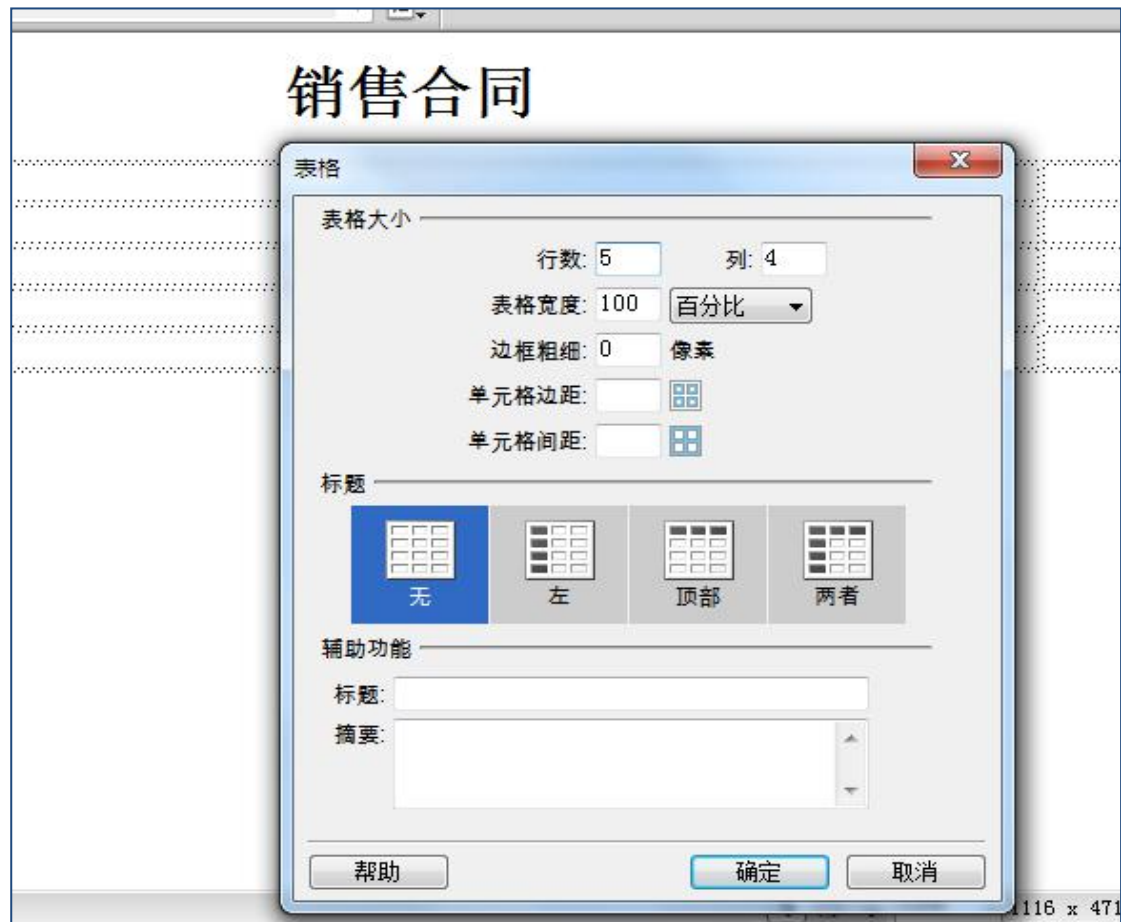 销售合同
表格
表格大小
行数: 5 列: 4
表格宽度: 100 百分比
边框粗细: 0 像素
单元格边距:
单元格间距:
标题
无 左 顶部 两者
辅助功能
标题:
摘要:
帮助 确定 取消
1116 x 471